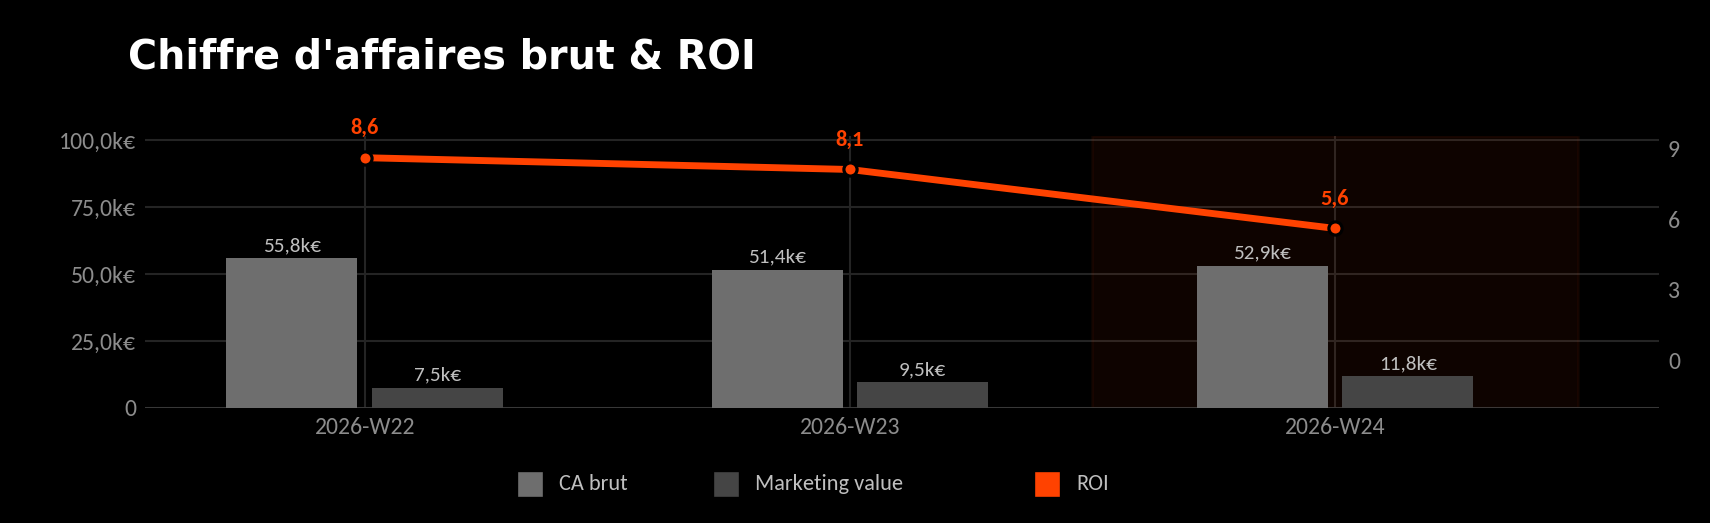 Chiffre d'affaires brut & ROI
8,6
8,1
5,6
100,0k€
75,0k€
50,0k€
25,0k€
0
9
6
3
0
55,8k€
7,5k€
51,4k€
9,5k€
52,9k€
11,8k€
2026-W22
2026-W23
2026-W24
CA brut
Marketing value
ROI